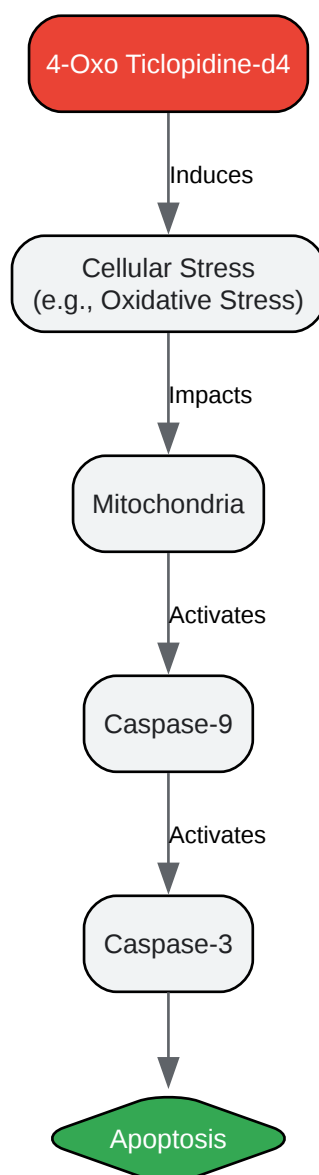 4-Oxo Ticlopidine-d4
Induces
Cellular Stress
(e.g., Oxidative Stress)
Impacts
Mitochondria
Activates
Caspase-9
Activates
Caspase-3
Apoptosis